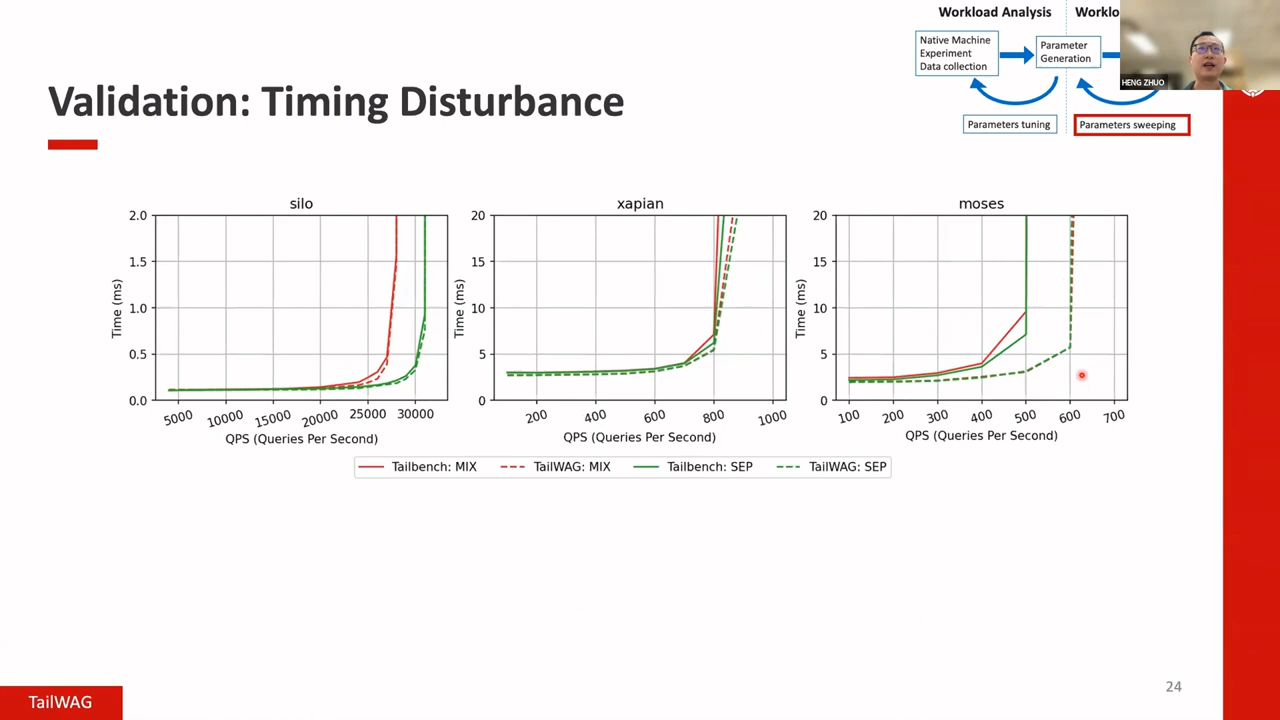 Workload Analysis
Native Machine
Experiment
Data collection
Parameter
Generation
HENG ZHUO
Parameters tuning
Parameters sweeping
Validation: Timing Disturbance
silo
2.0
1.5
1.0
0.5
0.0
Time (ms)
5000 10000 15000 20000 25000 30000
QPS (Queries Per Second)
xapian
20
15
10
5
0
Time (ms)
200 400 600 800 1000
QPS (Queries Per Second)
moses
20
15
10
5
0
Time (ms)
100 200 300 400 500 600 700
QPS (Queries Per Second)
Tailbench: MIX TailWAG: MIX Tailbench: SEP TailWAG: SEP
24
TailWAG